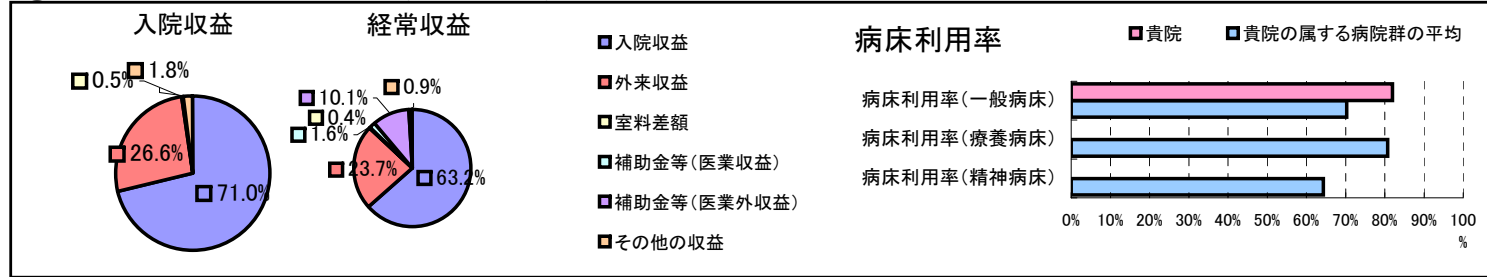 入院収益
0.5%
1.8%
26.6%
71.0%
経常収益
0.9%
10.1%
0.4%
1.6%
23.7%
63.2%
入院収益
外来収益
室料差額
補助金等(医業収益)
補助金等(医業外収益)
その他の収益
病床利用率
貴院 貴院の属する病院群の平均
病床利用率(一般病床)
病床利用率(療養病床)
病床利用率(精神病床)
0% 10% 20% 30% 40% 50% 60% 70% 80% 90% 100
%